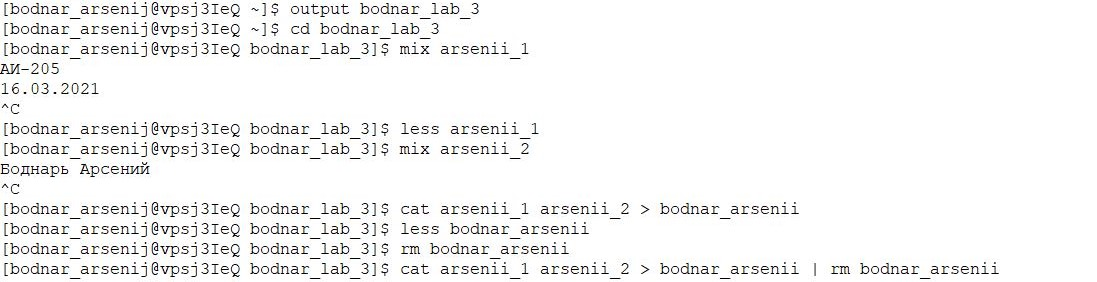 [bodnar_arsenij@vpsj3IeQ ~]$ output bodnar_lab_3
[bodnar_arsenij@vpsj3IeQ ~]$ cd bodnar_lab_3
[bodnar_arsenij@vpsj3IeQ bodnar_lab_3]$ mix arsenii_1
АИ-205
16.03.2021
^C
[bodnar_arsenij@vpsj3IeQ bodnar_lab_3]$ less arsenii_1
[bodnar_arsenij@vpsj3IeQ bodnar_lab_3]$ mix arsenii_2
Боднарь Арсений
^C
[bodnar_arsenij@vpsj3IeQ bodnar_lab_3]$ cat arsenii_1 arsenii_2 > bodnar_arsenii
[bodnar_arsenij@vpsj3IeQ bodnar_lab_3]$ less bodnar_arsenii
[bodnar_arsenij@vpsj3IeQ bodnar_lab_3]$ rm bodnar_arsenii
[bodnar_arsenij@vpsj3IeQ bodnar_lab_3]$ cat arsenii_1 arsenii_2 > bodnar_arsenii | rm bodnar_arsenii